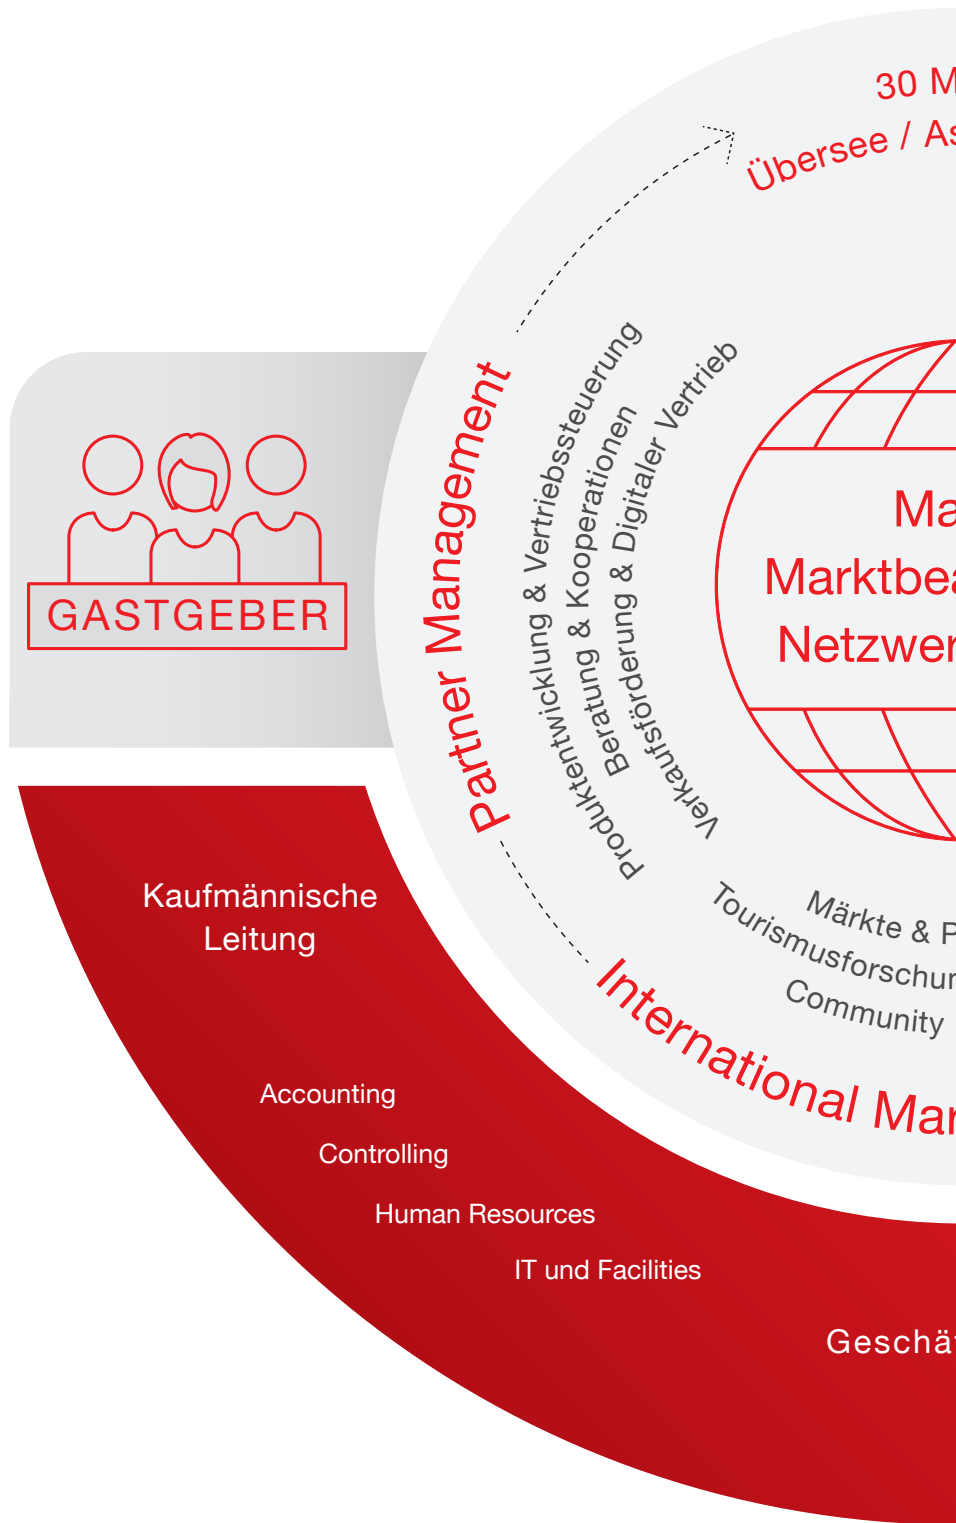 30 M
Übersee / As
Partner Management
Produktentwicklung & Vertriebssteuerung
Beratung & Kooperationen
Verkaufsförderung & Digitaler Vertrieb
GASTGEBER
Ma
Marktbea
Netzwer
Märkte & P
Tourismusforschun
Community
International Mar
Kaufmännische
Leitung
Accounting
Controlling
Human Resources
IT und Facilities
Geschä